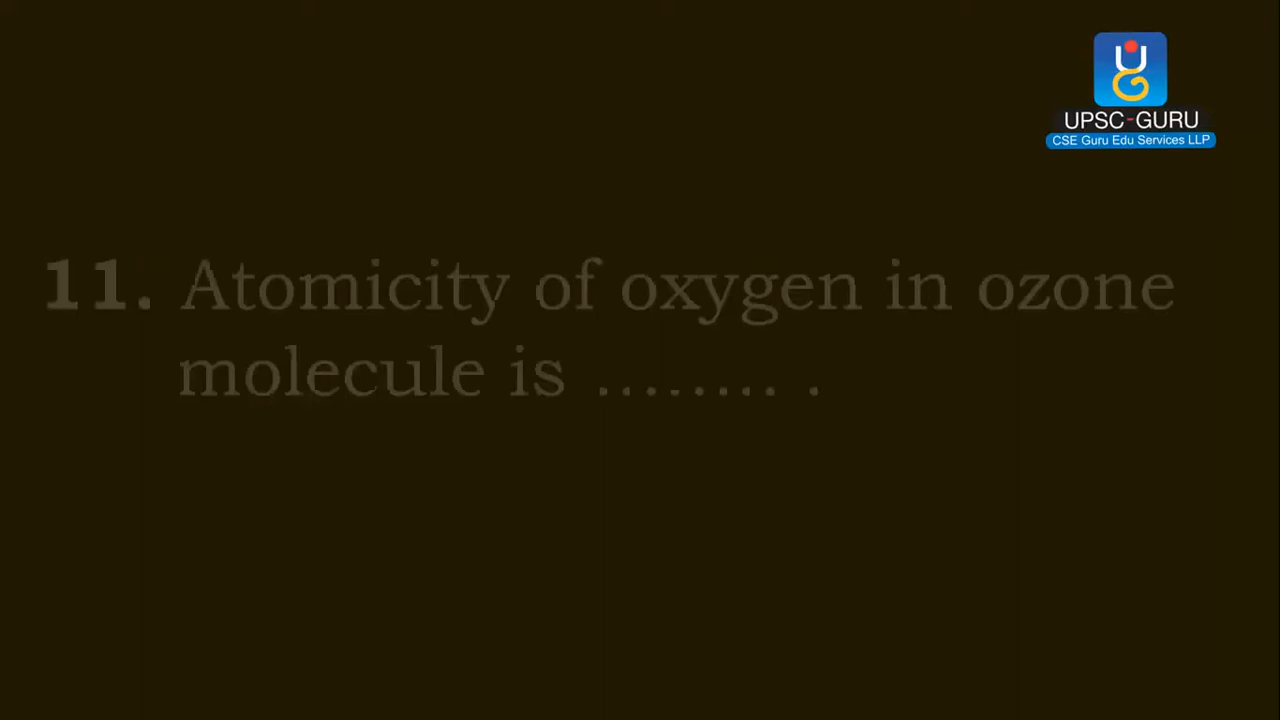 UPSC-GURU
CSE Guru Edu Services LLP
11. Atomicity of oxygen in ozone
molecule is ........ .